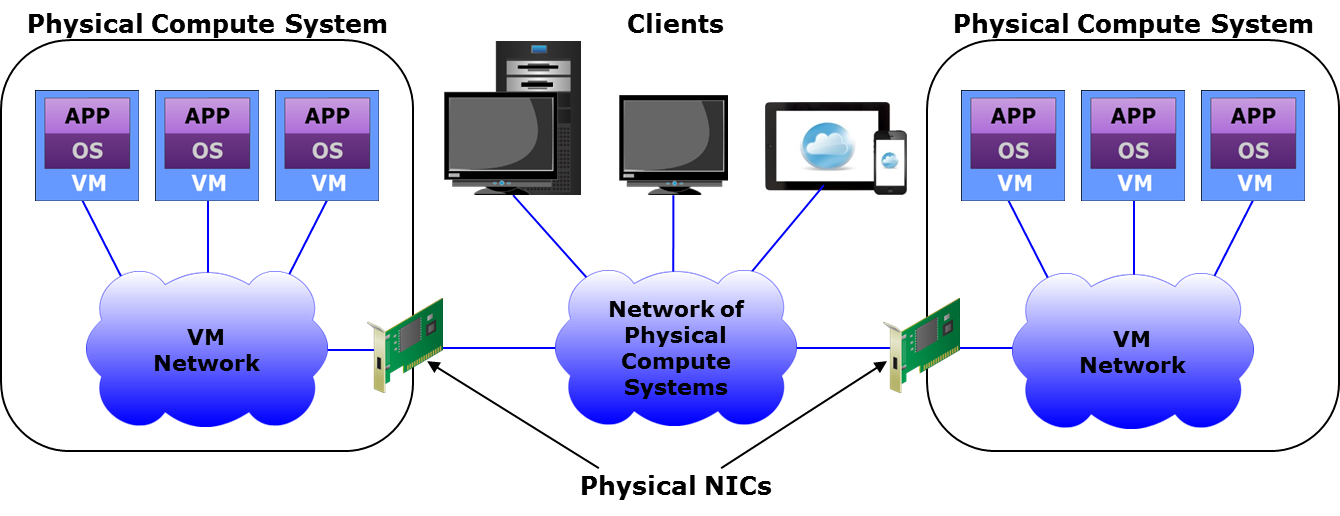 Physical Compute System
Clients
Physical Compute System
APP
OS
VM
APP
OS
VM
APP
OS
VM
APP
OS
VM
APP
OS
VM
APP
OS
VM
VM
Network
Network of
Physical
Compute
Systems
VM
Network
Physical NICs